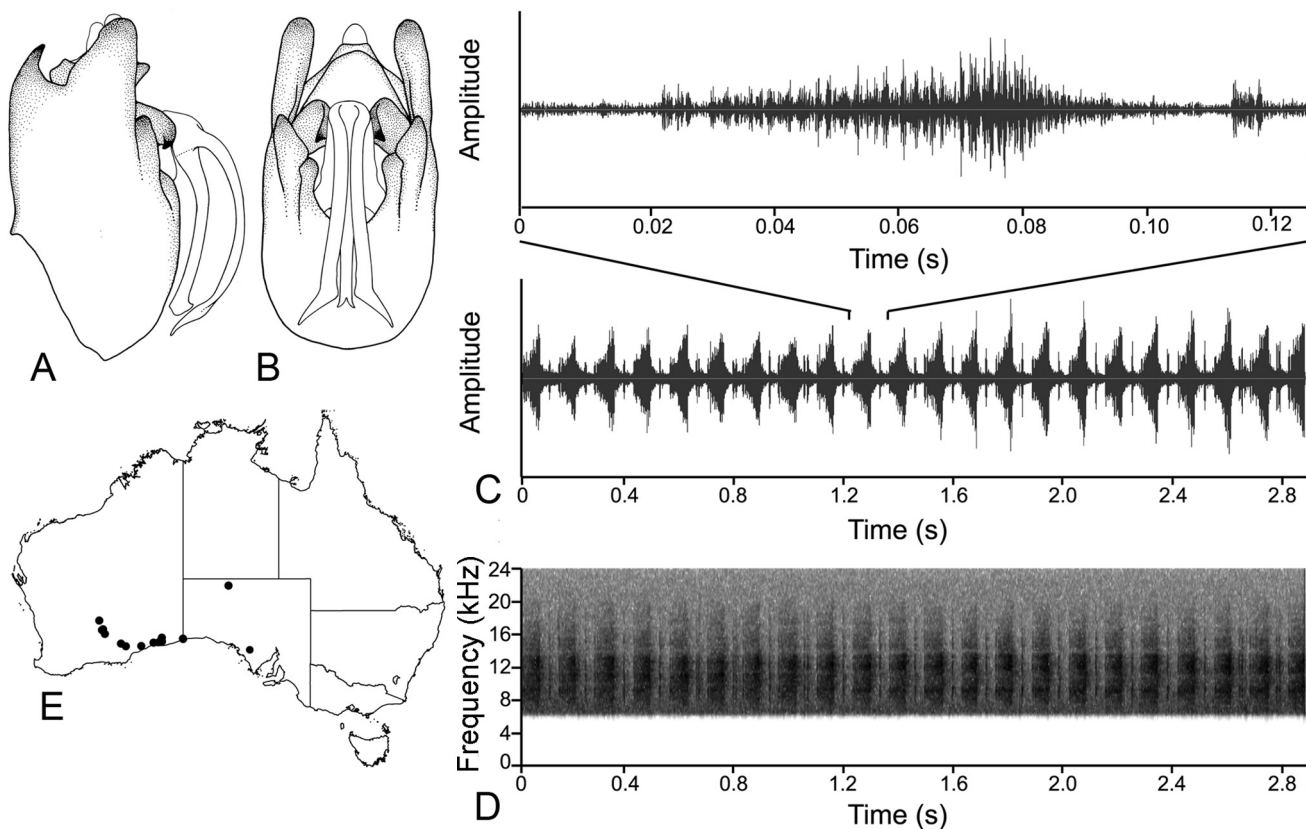 A
B
Amplitude
0 0.02 0.04 0.06 0.08 0.10 0.12
Time (s)
Amplitude
C
0 0.4 0.8 1.2 1.6 2.0 2.4 2.8
Time (s)
E
Frequency (kHz)
24
20
16
12
8
4
0
D
0 0.4 0.8 1.2 1.6 2.0 2.4 2.8
Time (s)